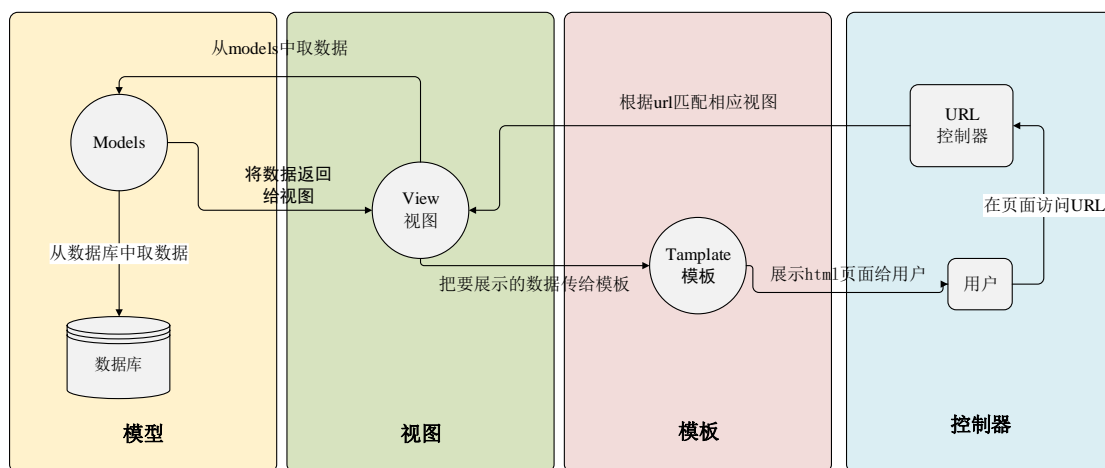 从models中取数据
根据url匹配相应视图
URL
控制器
Models
将数据返回
给视图
View
视图
在页面访问URL
从数据库中取数据
Tamplate
模板
展示html页面给用户
用户
把要展示的数据传给模板
数据库
模型
视图
模板
控制器